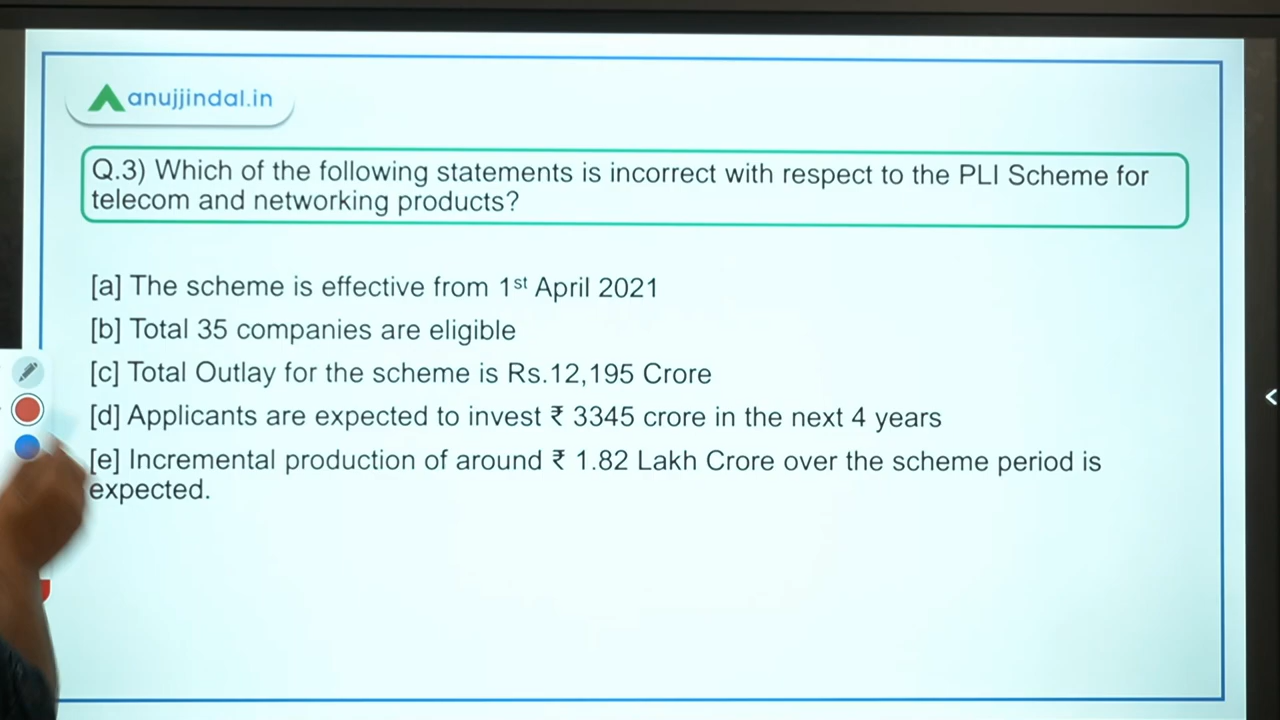 anujjindal.in
Q.3) Which of the following statements is incorrect with respect to the PLI Scheme for
telecom and networking products?
[a] The scheme is effective from 1st April 2021
[b] Total 35 companies are eligible
[c] Total Outlay for the scheme is Rs.12,195 Crore
[d] Applicants are expected to invest ₹ 3345 crore in the next 4 years
[e] Incremental production of around ₹ 1.82 Lakh Crore over the scheme period is
expected.